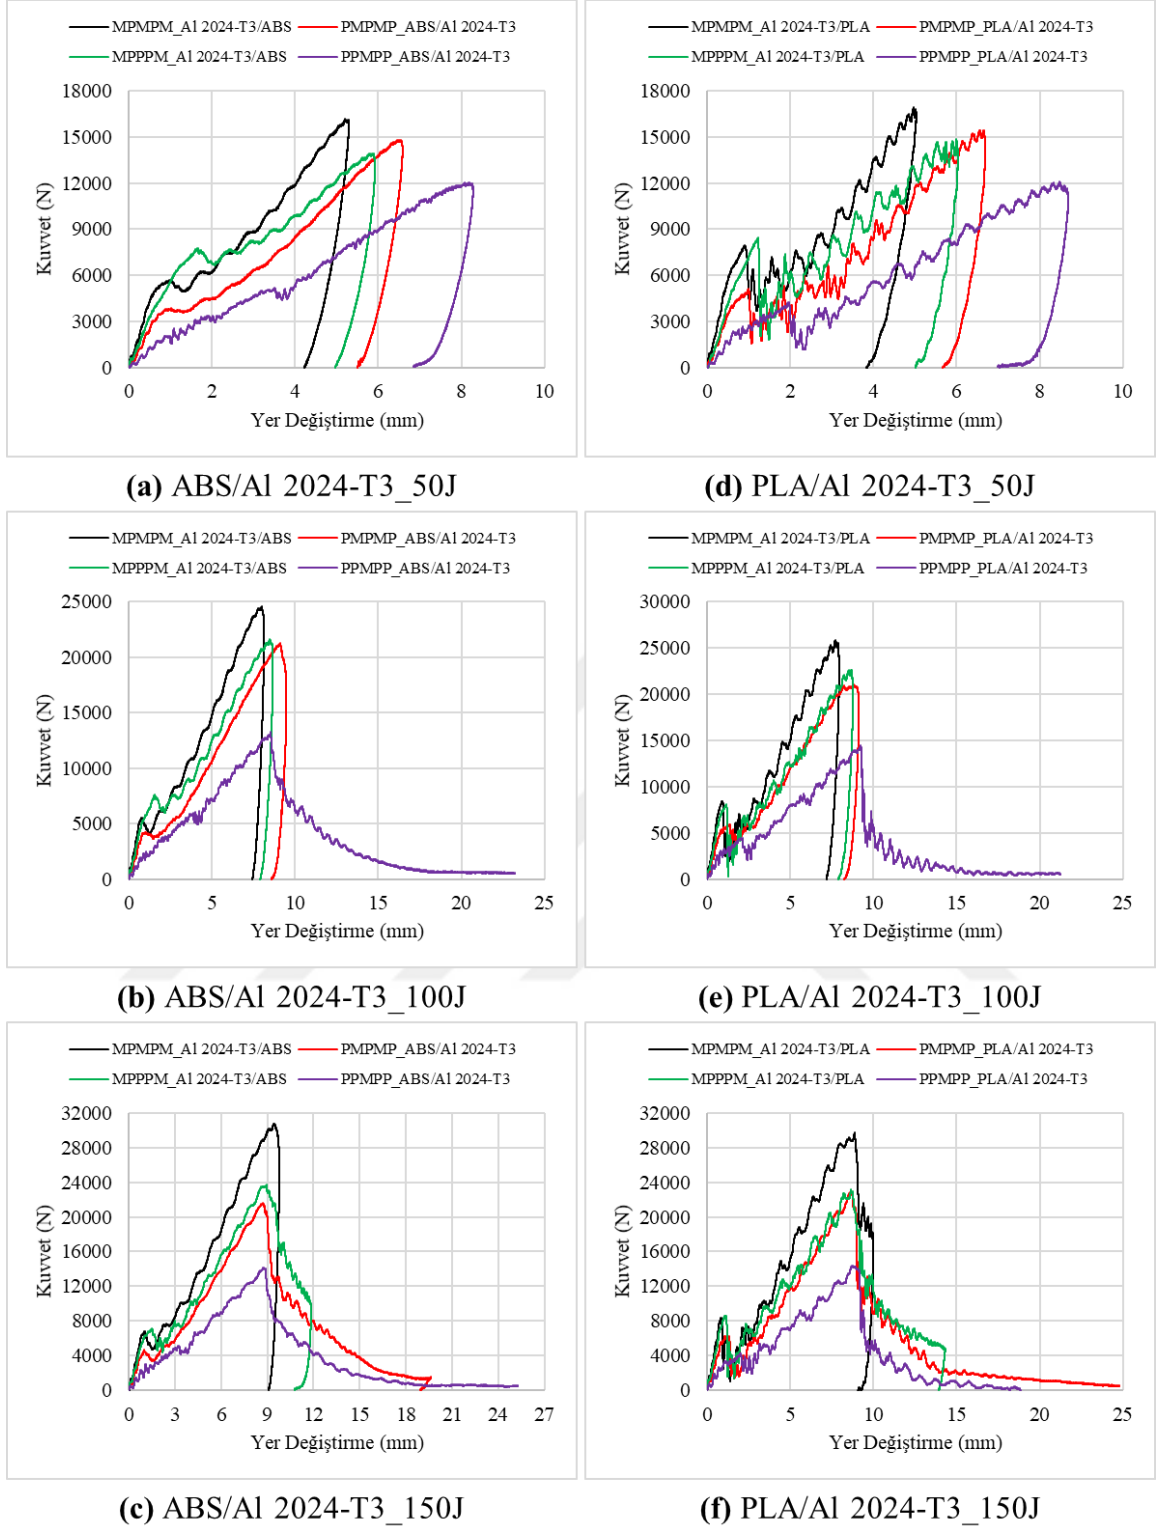 MPMPM_Al 2024-T3/ABS PMPMP_ABS/Al 2024-T3
MPPPM_Al 2024-T3/ABS PPMPP_ABS/Al 2024-T3
18000
15000
12000
9000
6000
3000
0
Kuvvet (N)
0 2 4 6 8 10
Yer Değiştirme (mm)
(a) ABS/Al 2024-T3_50J
MPMPM_Al 2024-T3/PLA PMPMP_PLA/Al 2024-T3
MPPPM_Al 2024-T3/PLA PPMPP_PLA/Al 2024-T3
18000
15000
12000
9000
6000
3000
0
Kuvvet (N)
0 2 4 6 8 10
Yer Değiştirme (mm)
(d) PLA/Al 2024-T3_50J
MPMPM_Al 2024-T3/ABS PMPMP_ABS/Al 2024-T3
MPPPM_Al 2024-T3/ABS PPMPP_ABS/Al 2024-T3
25000
20000
15000
10000
5000
0
Kuvvet (N)
0 5 10 15 20 25
Yer Değiştirme (mm)
(b) ABS/Al 2024-T3_100J
MPMPM_Al 2024-T3/PLA PMPMP_PLA/Al 2024-T3
MPPPM_Al 2024-T3/PLA PPMPP_PLA/Al 2024-T3
30000
25000
20000
15000
10000
5000
0
Kuvvet (N)
0 5 10 15 20 25
Yer Değiştirme (mm)
(e) PLA/Al 2024-T3_100J
MPMPM_Al 2024-T3/ABS PMPMP_ABS/Al 2024-T3
MPPPM_Al 2024-T3/ABS PPMPP_ABS/Al 2024-T3
32000
28000
24000
20000
16000
12000
8000
4000
0
Kuvvet (N)
0 3 6 9 12 15 18 21 24 27
Yer Değiştirme (mm)
(c) ABS/Al 2024-T3_150J
MPMPM_Al 2024-T3/PLA PMPMP_PLA/Al 2024-T3
MPPPM_Al 2024-T3/PLA PPMPP_PLA/Al 2024-T3
32000
28000
24000
20000
16000
12000
8000
4000
0
Kuvvet (N)
0 5 10 15 20 25
Yer Değiştirme (mm)
(f) PLA/Al 2024-T3_150J